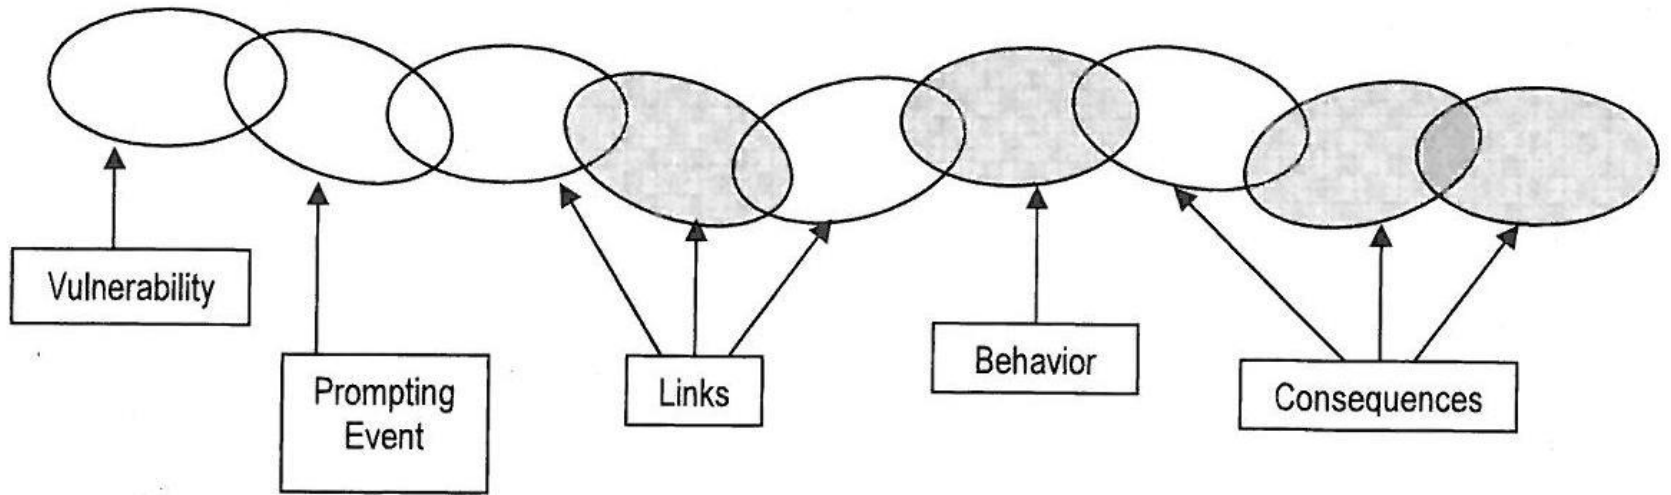 Vulnerability
Prompting
Event
Links
Behavior
Consequences